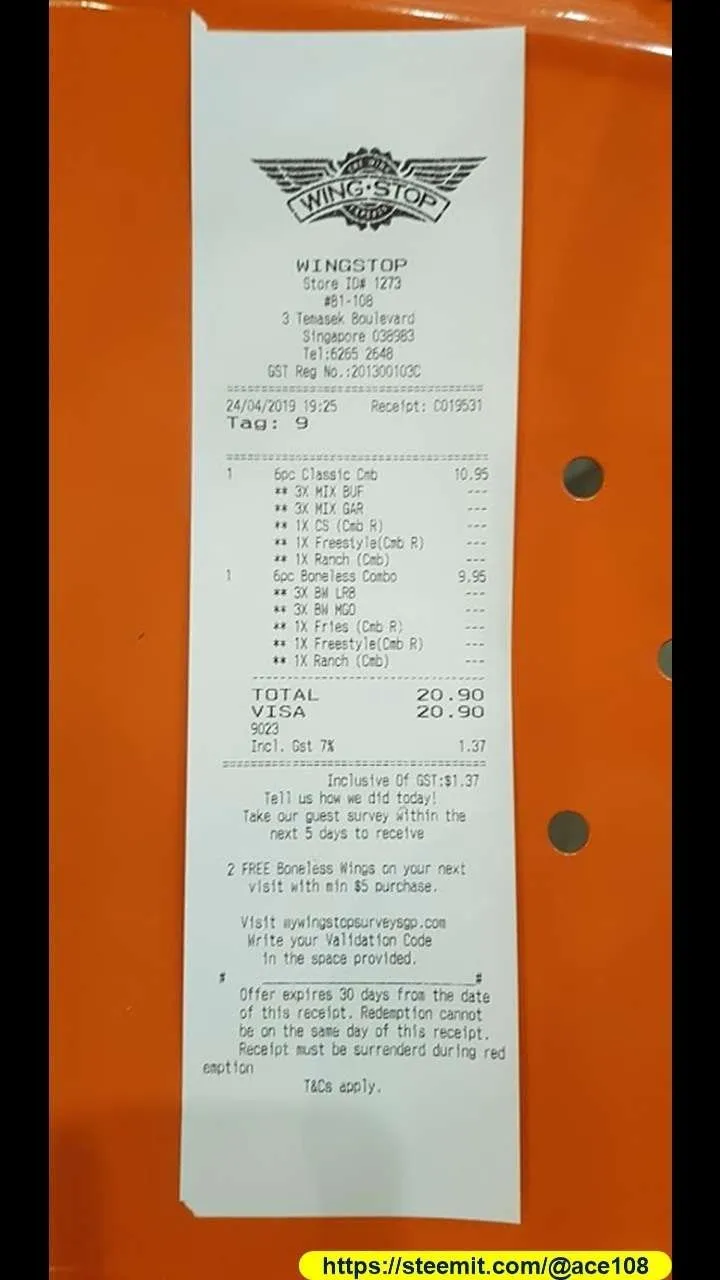 THE WING
WING·STOP
EXPERTS
WINGSTOP
Store ID# 1273
#B1-108
3 Temasek Boulevard
Singapore 038983
Tel:6265 2648
GST Reg No.:201300103C
24/04/2019 19:25 Receipt: C019531
Tag: 9
1 6pc Classic Cmb 10.95
** 3X MIX BUF ---
** 3X MIX GAR ---
** 1X CS (Cmb R) ---
** 1X Freestyle(Cmb R) ---
** 1X Ranch (Cmb) ---
1 6pc Boneless Combo 9.95
** 3X BW LRB ---
** 3X BW MGO ---
** 1X Fries (Cmb R) ---
** 1X Freestyle(Cmb R) ---
** 1X Ranch (Cmb) ---
TOTAL 20.90
VISA 20.90
9023
Incl. Gst 7% 1.37
Inclusive Of GST:$1.37
Tell us how we did today!
Take our guest survey within the
next 5 days to receive
2 FREE Boneless Wings on your next
visit with min $5 purchase.
Visit mywingstopsurveysgp.com
Write your Validation Code
in the space provided.
# ____________________#
Offer expires 30 days from the date
of this receipt. Redemption cannot
be on the same day of this receipt.
Receipt must be surrenderd during red
emption
T&Cs apply.
https://steemit.com/@ace108